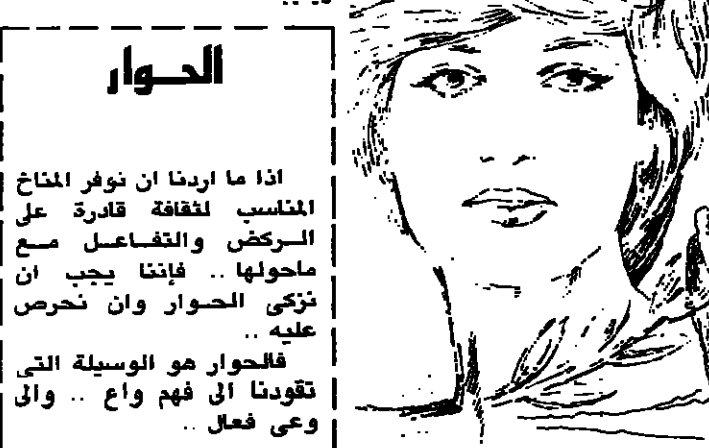 الحوار
اذا ما اردنا ان نوفر المناخ
المناسب لثقافة قادرة على
الركض والتفاعل مع
ماحولها .. فإننا يجب ان
نزكى الحوار وان نحرص
عليه ..
فالحوار هو الوسيلة التى
تقودنا الى فهم واع .. والى
وعى فعال ..